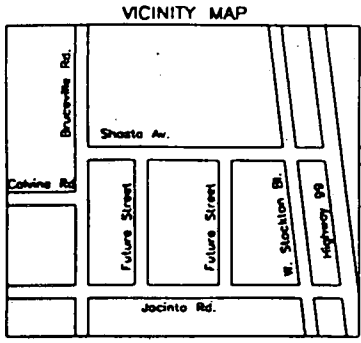 VICINITY MAP
Bruceville Rd.
Shasta Av.
Calvine Rd.
Future Street
Future Street
W. Stockton Bl.
Highway 99
Jacinto Rd.